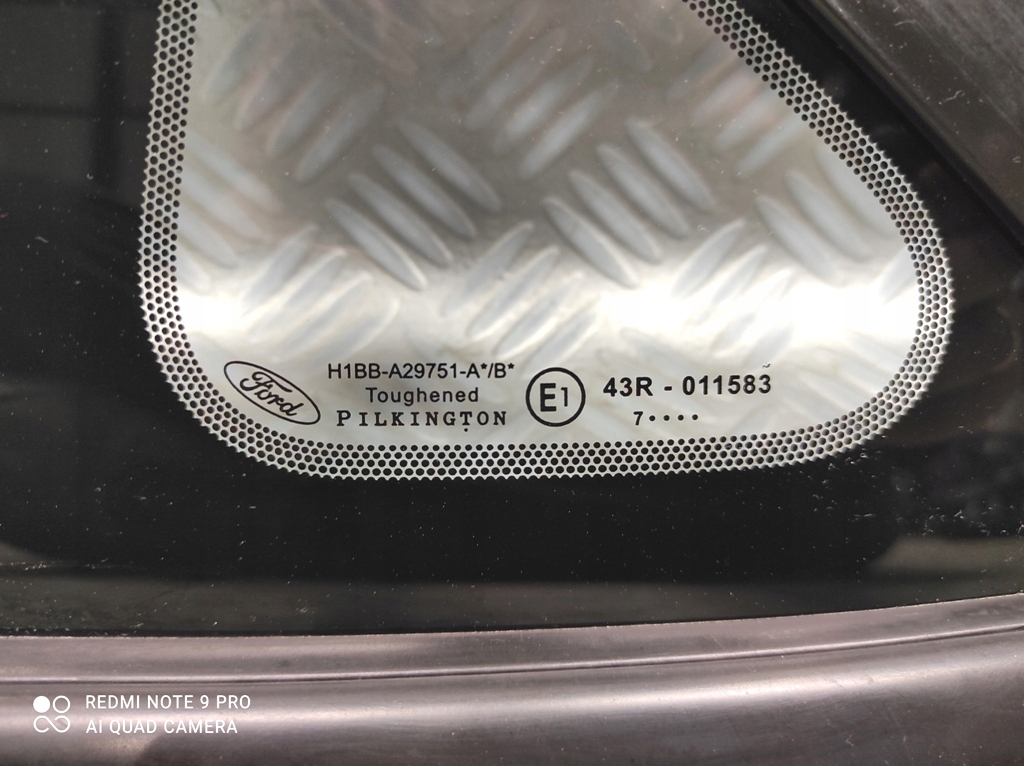 Ford
H1BB-A29751-A*/B*
Toughened
PILKINGTON
E1
43R - 011583
7••••
REDMI NOTE 9 PRO
AI QUAD CAMERA